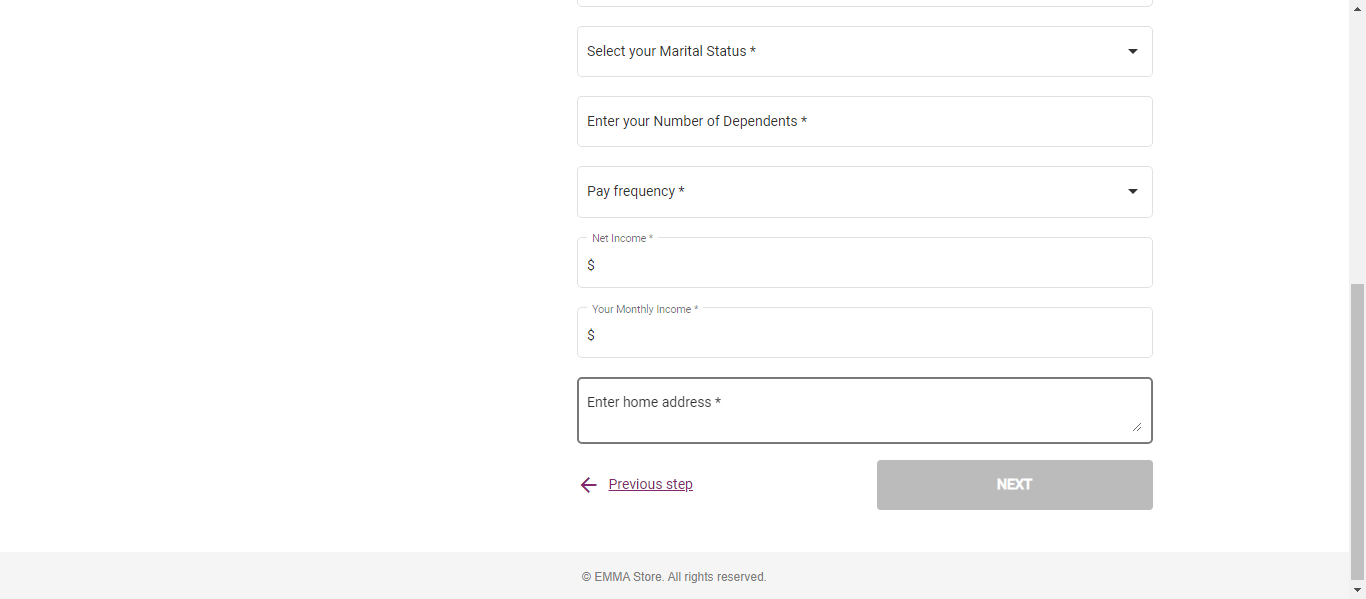 Select your Marital Status *
Enter your Number of Dependents *
Pay frequency *
Net Income *
$
Your Monthly Income *
$
Enter home address *
Previous step
NEXT
© EMMA Store. All rights reserved.